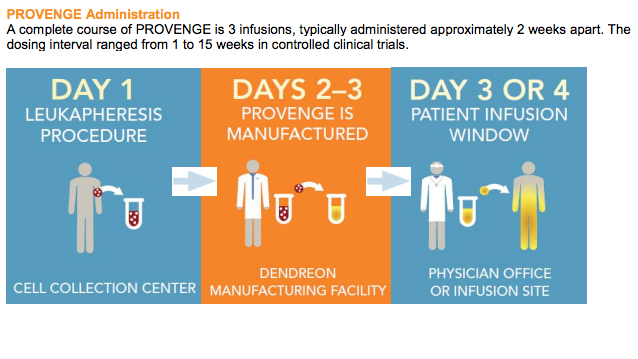 PROVENGE Administration
A complete course of PROVENGE is 3 infusions, typically administered approximately 2 weeks apart. The
dosing interval ranged from 1 to 15 weeks in controlled clinical trials.
DAY 1
LEUKAPHERESIS
PROCEDURE
CELL COLLECTION CENTER
DAYS 2–3
PROVENGE IS
MANUFACTURED
DENDREON
MANUFACTURING FACILITY
DAY 3 OR 4
PATIENT INFUSION
WINDOW
PHYSICIAN OFFICE
OR INFUSION SITE